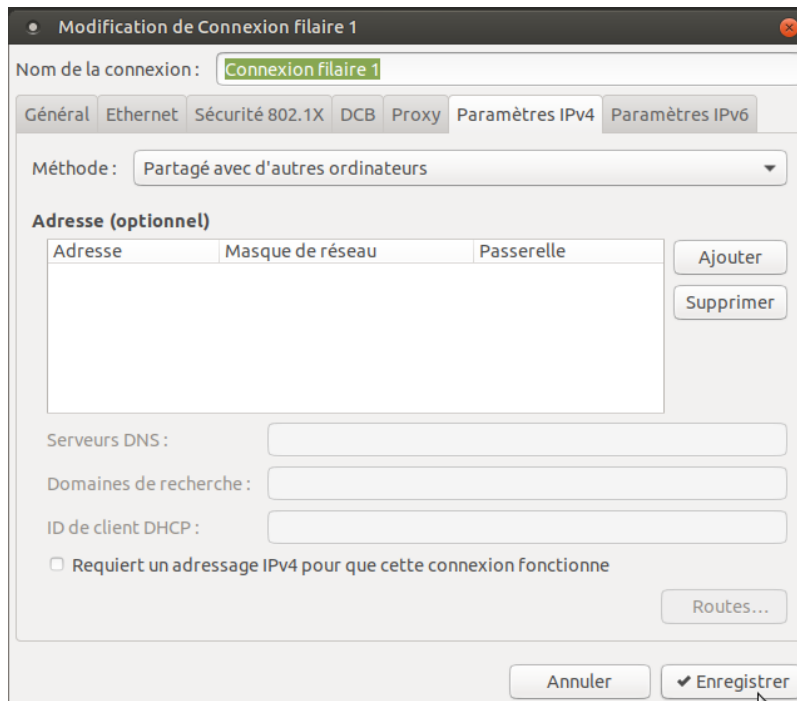 Modification de Connexion filaire 1
Nom de la connexion : Connexion filaire 1
Général Ethernet Sécurité 802.1X DCB Proxy Paramètres IPv4 Paramètres IPv6
Méthode : Partagé avec d'autres ordinateurs
Adresse (optionnel)
Adresse Masque de réseau Passerelle Ajouter
Supprimer
Serveurs DNS :
Domaines de recherche :
ID de client DHCP :
Requiert un adressage IPv4 pour que cette connexion fonctionne
Routes…
Annuler Enregistrer